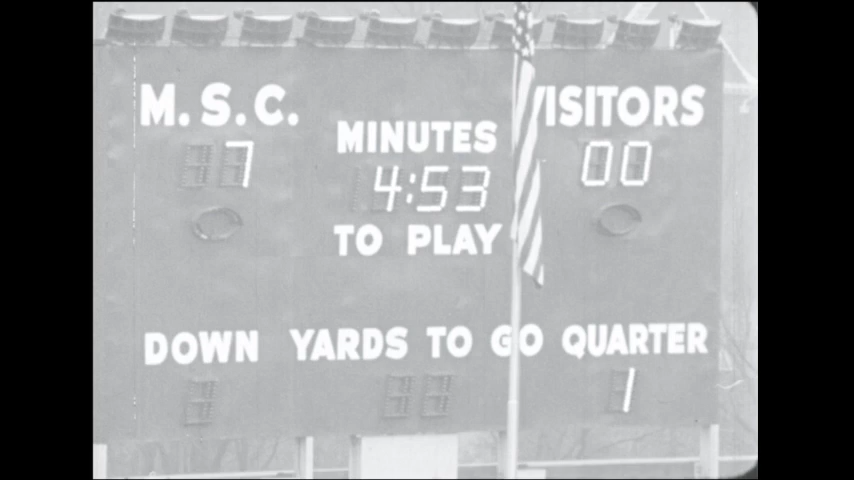 M.S.C. VISITORS
MINUTES
7 4:53 00
TO PLAY
DOWN YARDS TO GO QUARTER
1